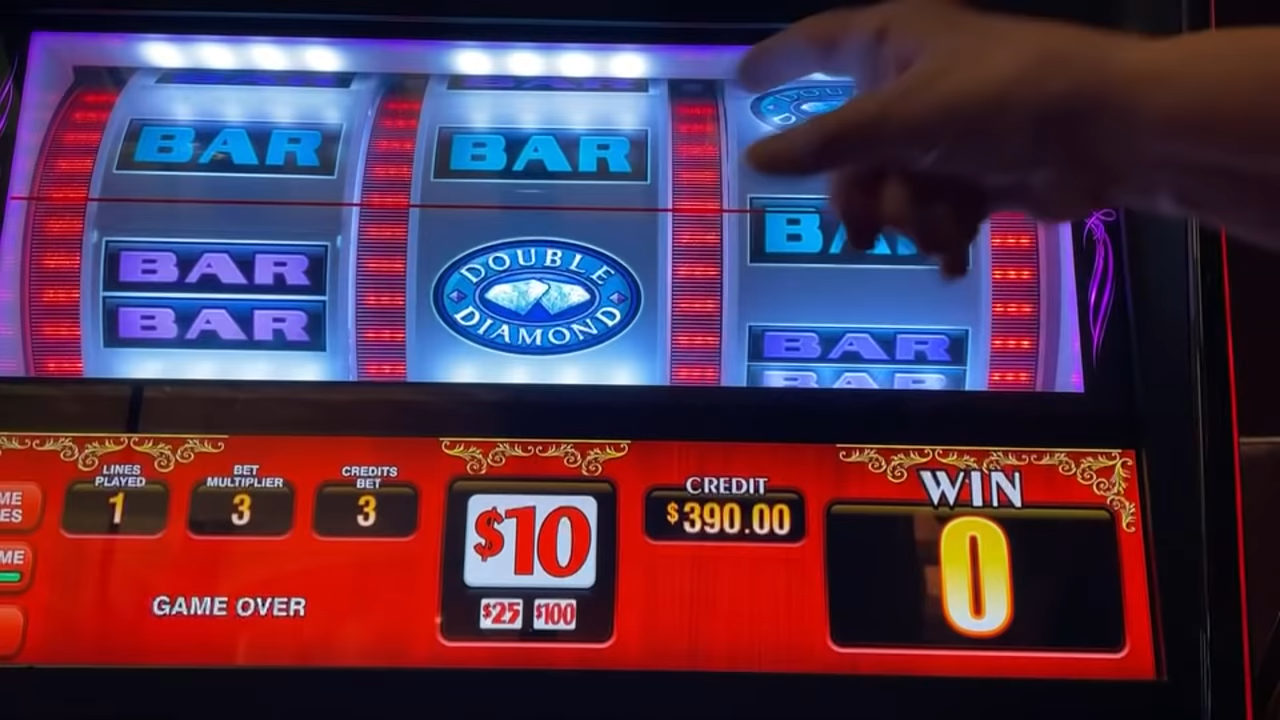 BAR
BAR
BAR
BAR
BAR
DOUBLE
DIAMOND
BAR
LINES
PLAYED
1
BET
MULTIPLIER
3
CREDITS
BET
3
$10
$25 $100
CREDIT
$390.00
WIN
0
GAME OVER